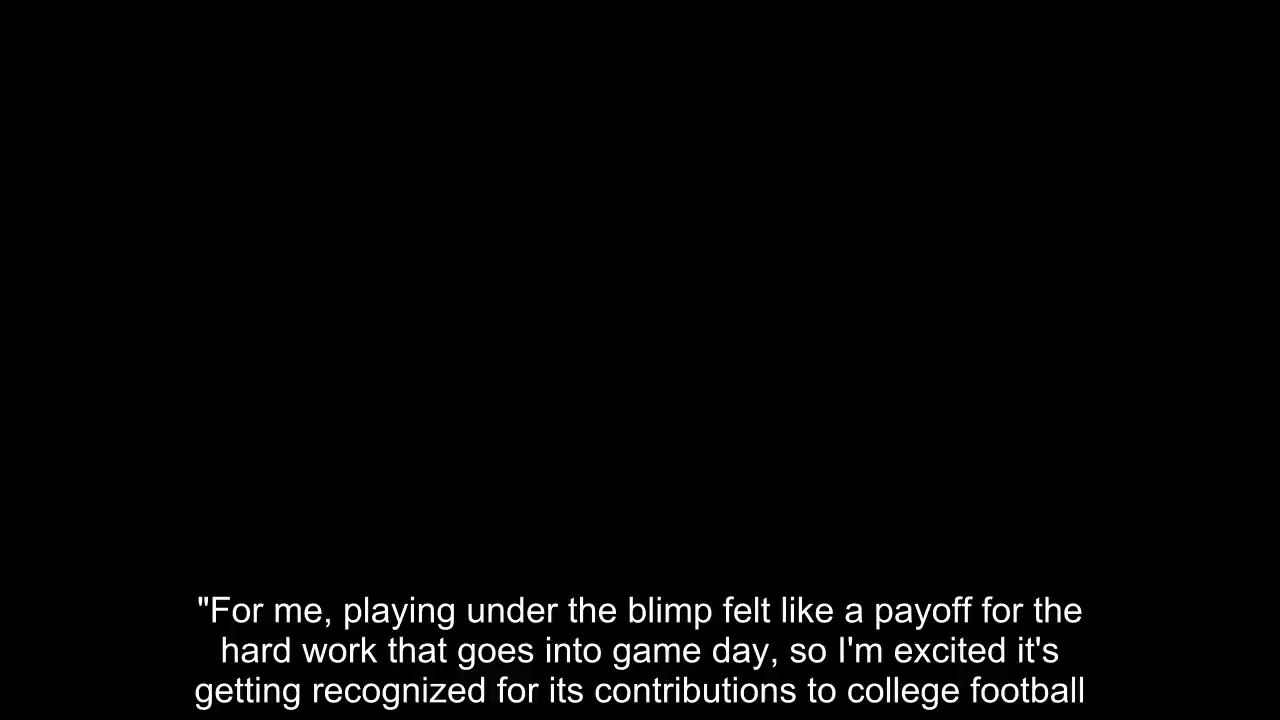 "For me, playing under the blimp felt like a payoff for the
hard work that goes into game day, so I'm excited it's
getting recognized for its contributions to college football